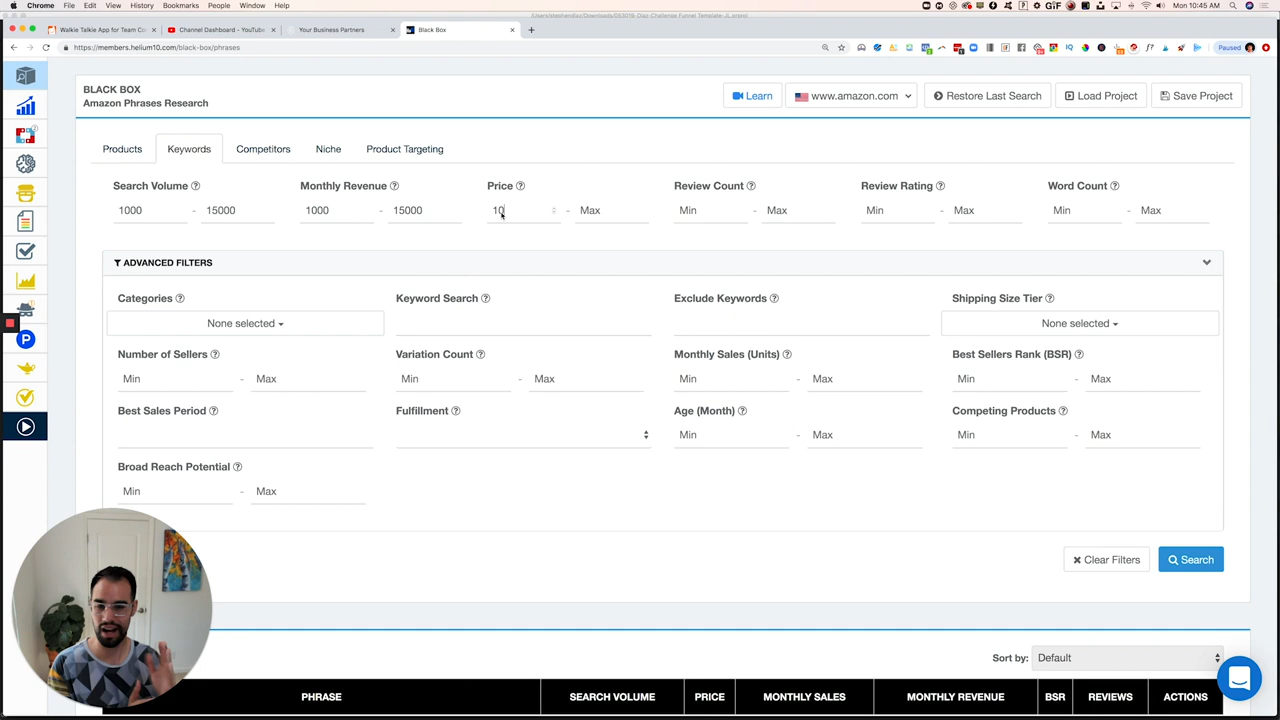 Chrome File Edit View History Bookmarks People Window Help
Mon 10:45 AM
Walkie Talkie App for Team Co
Channel Dashboard - YouTube
Your Business Partners
Black Box
https://members.helium10.com/black-box/phrases
Paused
BLACK BOX
Amazon Phrases Research
Learn
www.amazon.com
Restore Last Search
Load Project
Save Project
Products Keywords Competitors Niche Product Targeting
Search Volume Monthly Revenue Price Review Count Review Rating Word Count
1000 - 15000 1000 - 15000 10 - Max Min - Max Min - Max Min - Max
ADVANCED FILTERS
Categories Keyword Search Exclude Keywords Shipping Size Tier
None selected None selected
Number of Sellers Variation Count Monthly Sales (Units) Best Sellers Rank (BSR)
Min - Max Min - Max Min - Max Min - Max
Best Sales Period Fulfillment Age (Month) Competing Products
Min - Max Min - Max
Broad Reach Potential
Min - Max
Clear Filters Search
Sort by: Default
PHRASE SEARCH VOLUME PRICE MONTHLY SALES MONTHLY REVENUE BSR REVIEWS ACTIONS